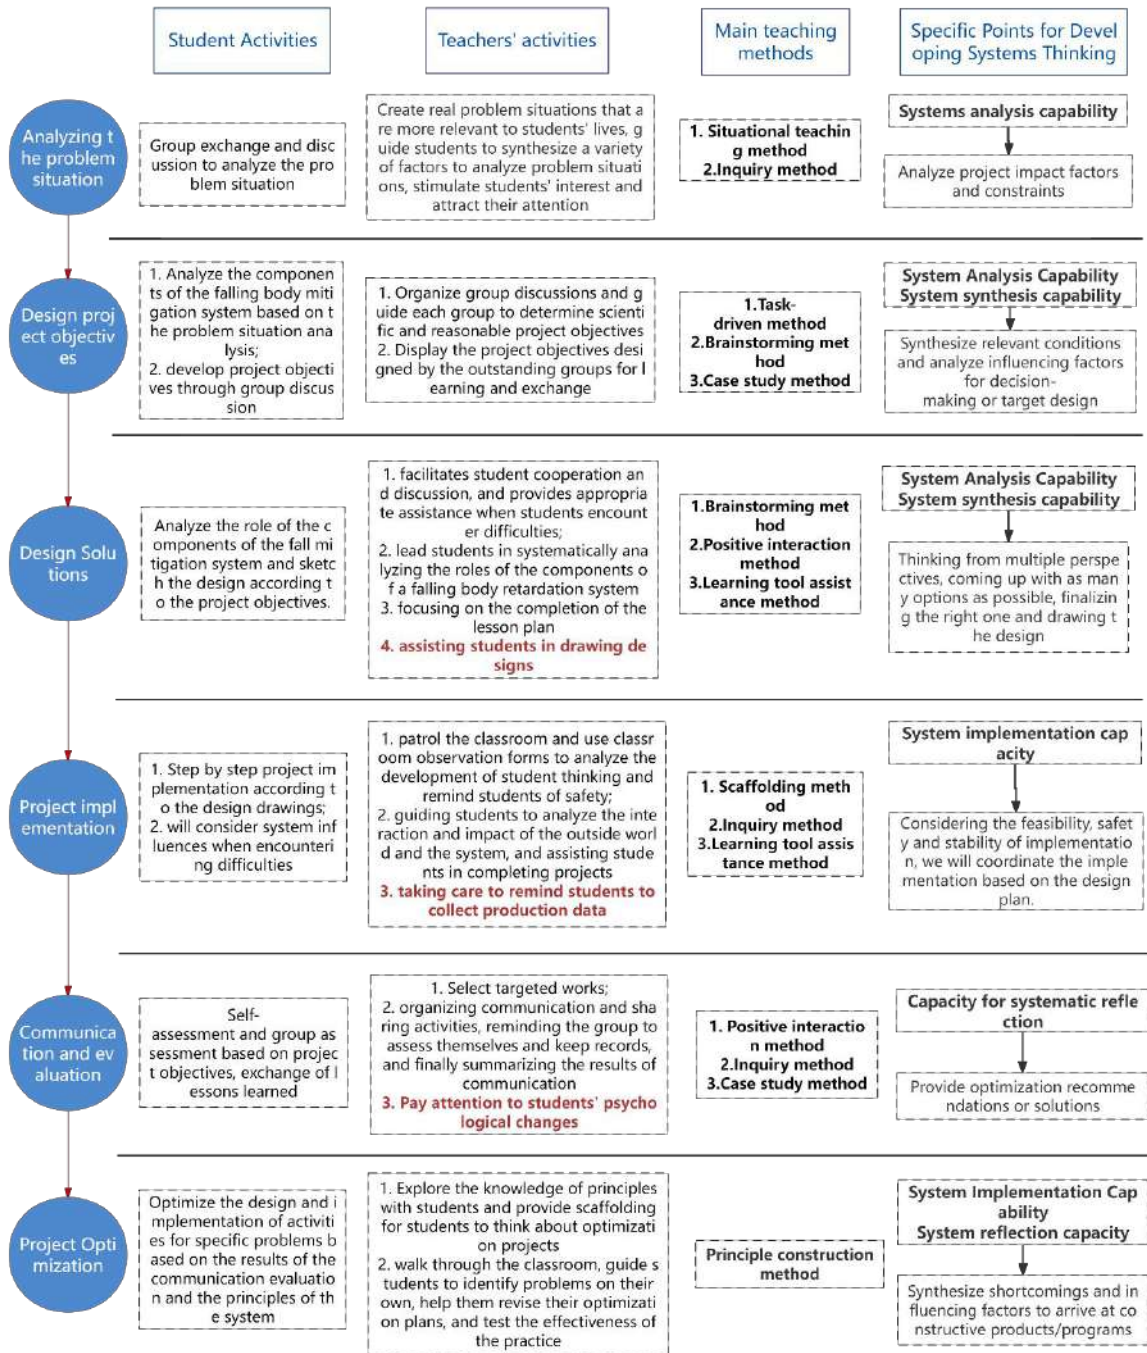 Student Activities
Teachers' activities
Main teaching
methods
Specific Points for Devel
oping Systems Thinking
Analyzing t
he problem
situation
Group exchange and disc
ussion to analyze the pro
blem situation
Create real problem situations that a
re more relevant to students' lives, g
uide students to synthesize a variety
of factors to analyze problem situati
ons, stimulate students' interest and
attract their attention
1. Situational teachin
g method
2.Inquiry method
Systems analysis capability
Analyze project impact factors
and constraints
Design proj
ect objectiv
es
1. Analyze the componen
ts of the falling body miti
gation system based on t
he problem situation ana
lysis;
2. develop project objecti
ves through group discus
sion
1. Organize group discussions and g
uide each group to determine scienti
fic and reasonable project objectives
2. Display the project objectives desi
gned by the outstanding groups for l
earning and exchange
1.Task-
driven method
2.Brainstorming met
hod
3.Case study method
System Analysis Capability
System synthesis capability
Synthesize relevant conditions
and analyze influencing factors
for decision-
making or target design
Design Solu
tions
Analyze the role of the c
omponents of the fall mi
tigation system and sketc
h the design according t
o the project objectives.
1. facilitates student cooperation an
d discussion, and provides appropria
te assistance when students encount
er difficulties;
2. lead students in systematically ana
lyzing the roles of the components o
f a falling body retardation system
3. focusing on the completion of the
lesson plan
4. assisting students in drawing de
signs
1.Brainstorming met
hod
2.Positive interaction
method
3.Learning tool assist
ance method
System Analysis Capability
System synthesis capability
Thinking from multiple perspe
ctives, coming up with as man
y options as possible, finalizin
g the right one and drawing t
he design
Project impl
ementation
1. Step by step project im
plementation according t
o the design drawings;
2. will consider system inf
luences when encounteri
ng difficulties
1. patrol the classroom and use classr
oom observation forms to analyze the
development of student thinking and
remind students of safety;
2. guiding students to analyze the inte
raction and impact of the outside worl
d and the system, and assisting stude
nts in completing projects
3. taking care to remind students to
collect production data
1. Scaffolding meth
od
2.Inquiry method
3.Learning tool assis
tance method
System implementation cap
acity
Considering the feasibility, safet
y and stability of implementatio
n, we will coordinate the imple
mentation based on the design
plan.
Communica
tion and ev
aluation
Self-
assessment and group as
sessment based on projec
t objectives, exchange of l
essons learned
1. Select targeted works;
2. organizing communication and sha
ring activities, reminding the group to
assess themselves and keep records,
and finally summarizing the results of
communication
3. Pay attention to students' psycho
logical changes
1. Positive interactio
n method
2.Inquiry method
3.Case study method
Capacity for systematic refle
ction
Provide optimization recomme
ndations or solutions
Project Opti
mization
Optimize the design and i
mplementation of activiti
es for specific problems b
ased on the results of the
communication evaluatio
n and the principles of th
e system
1. Explore the knowledge of principles
with students and provide scaffolding
for students to think about optimizati
on projects
2. walk through the classroom, guide s
tudents to identify problems on their
own, help them revise their optimizati
on plans, and test the effectiveness of
the practice
Principle construction
method
System Implementation Cap
ability
System reflection capacity
Synthesize shortcomings and in
fluencing factors to arrive at co
nstructive products/programs